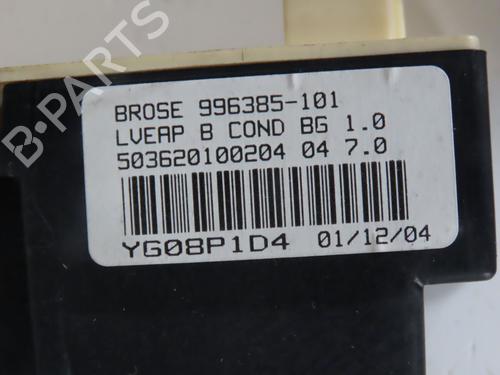 BROSE 996385-101
LVEAP B COND BG 1.0
503620100204 04 7.0
YG08P1D4 01/12/04
B-PARTS